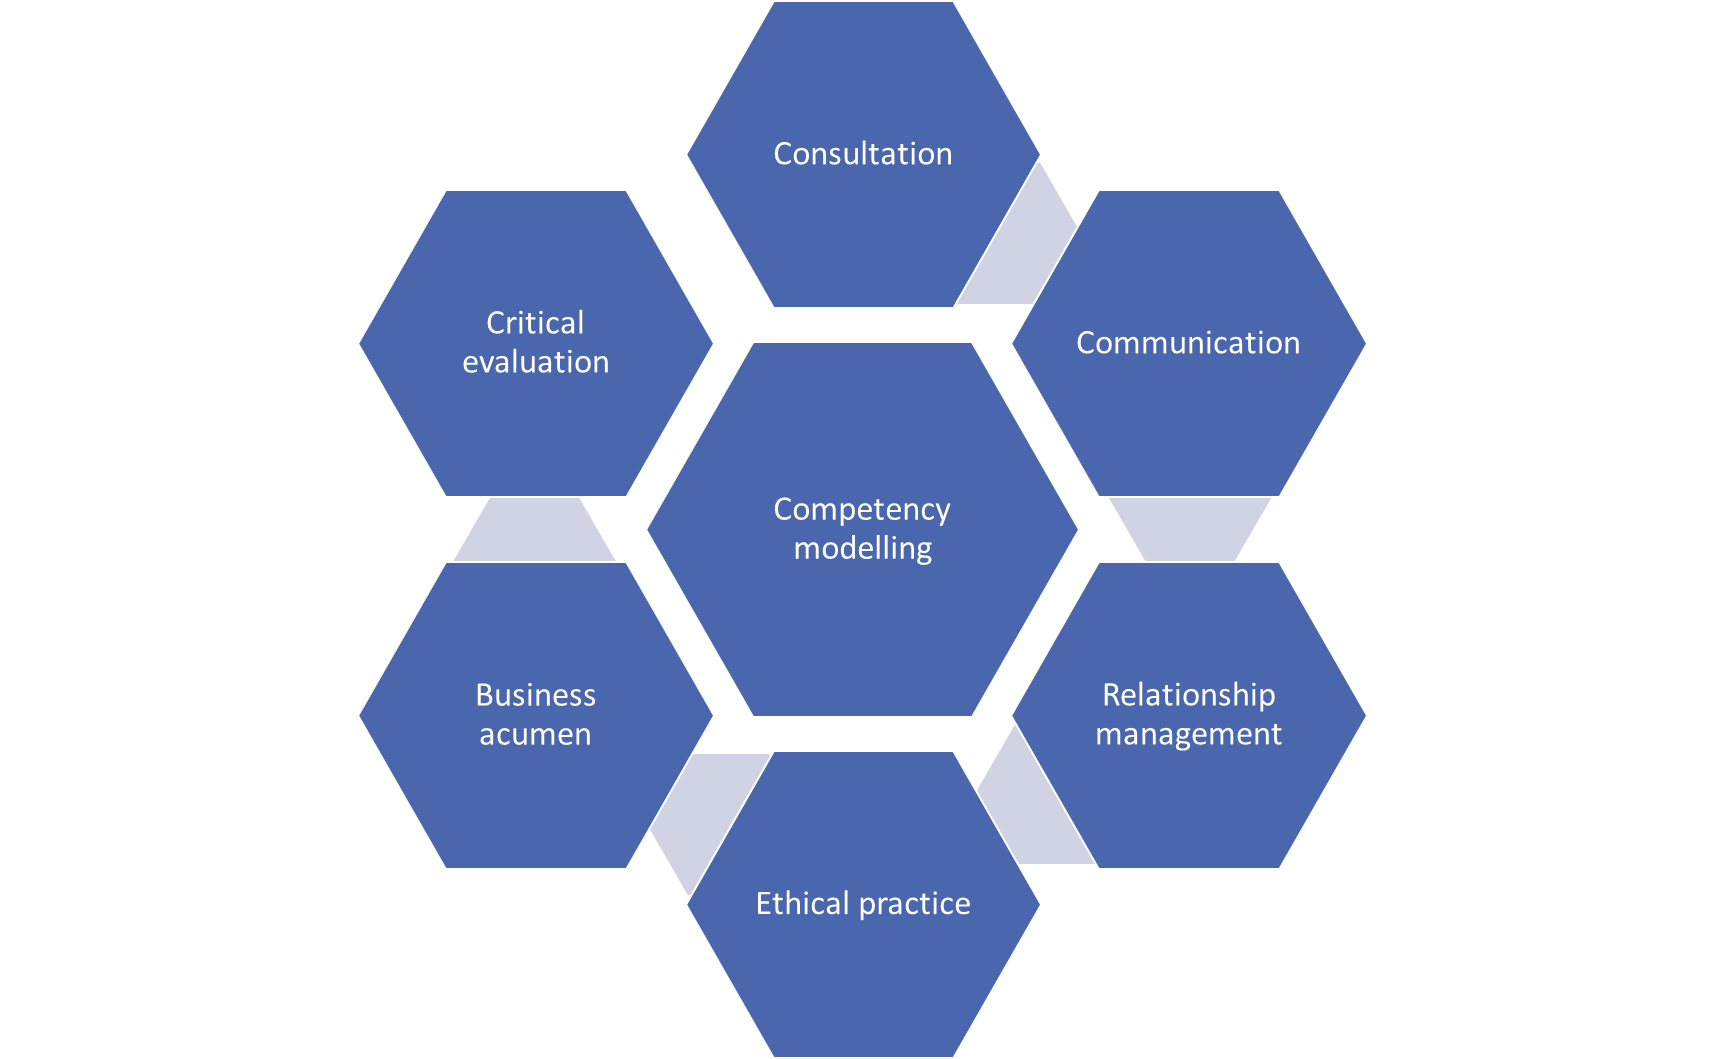 Consultation
Communication
Critical
evaluation
Competency
modelling
Relationship
management
Business
acumen
Ethical practice